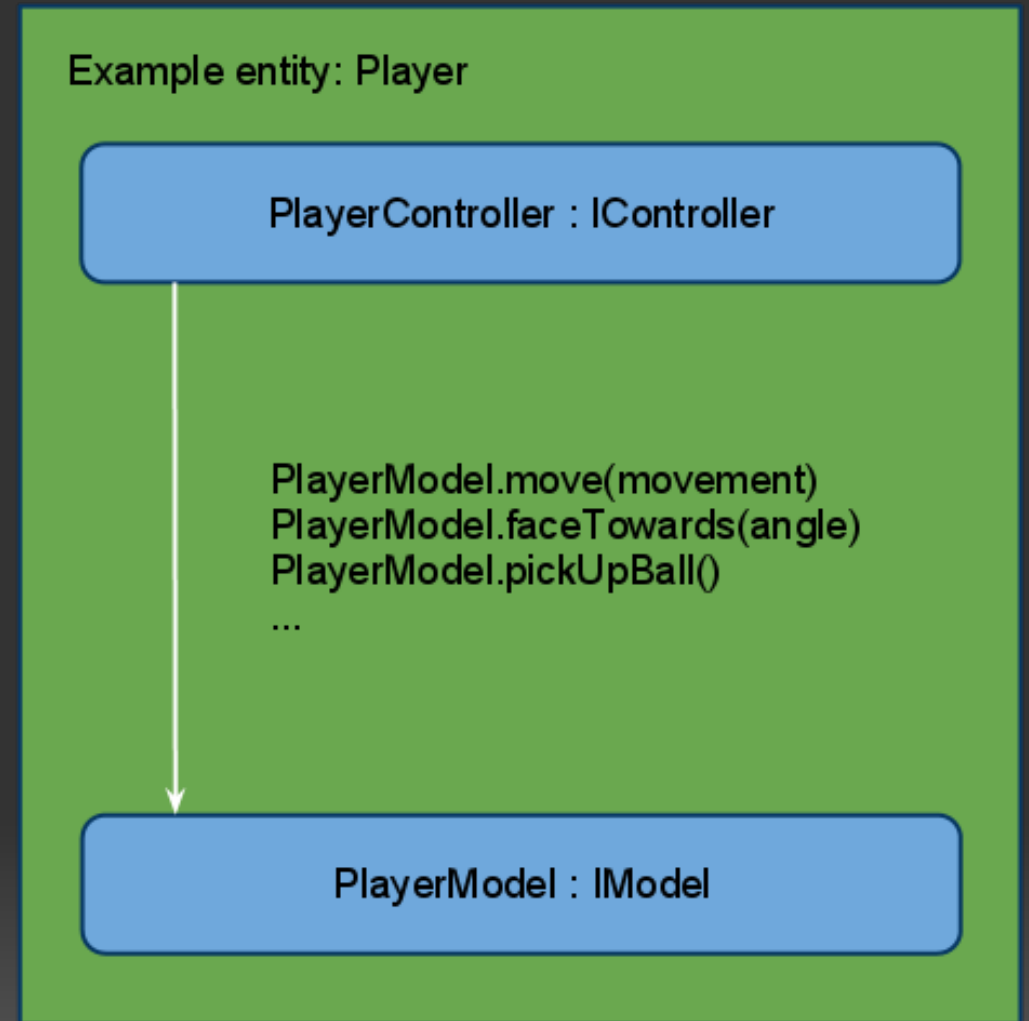 Example entity: Player
PlayerController : IController
PlayerModel.move(movement)
PlayerModel.faceTowards(angle)
PlayerModel.pickUpBall()
...
PlayerModel : IModel